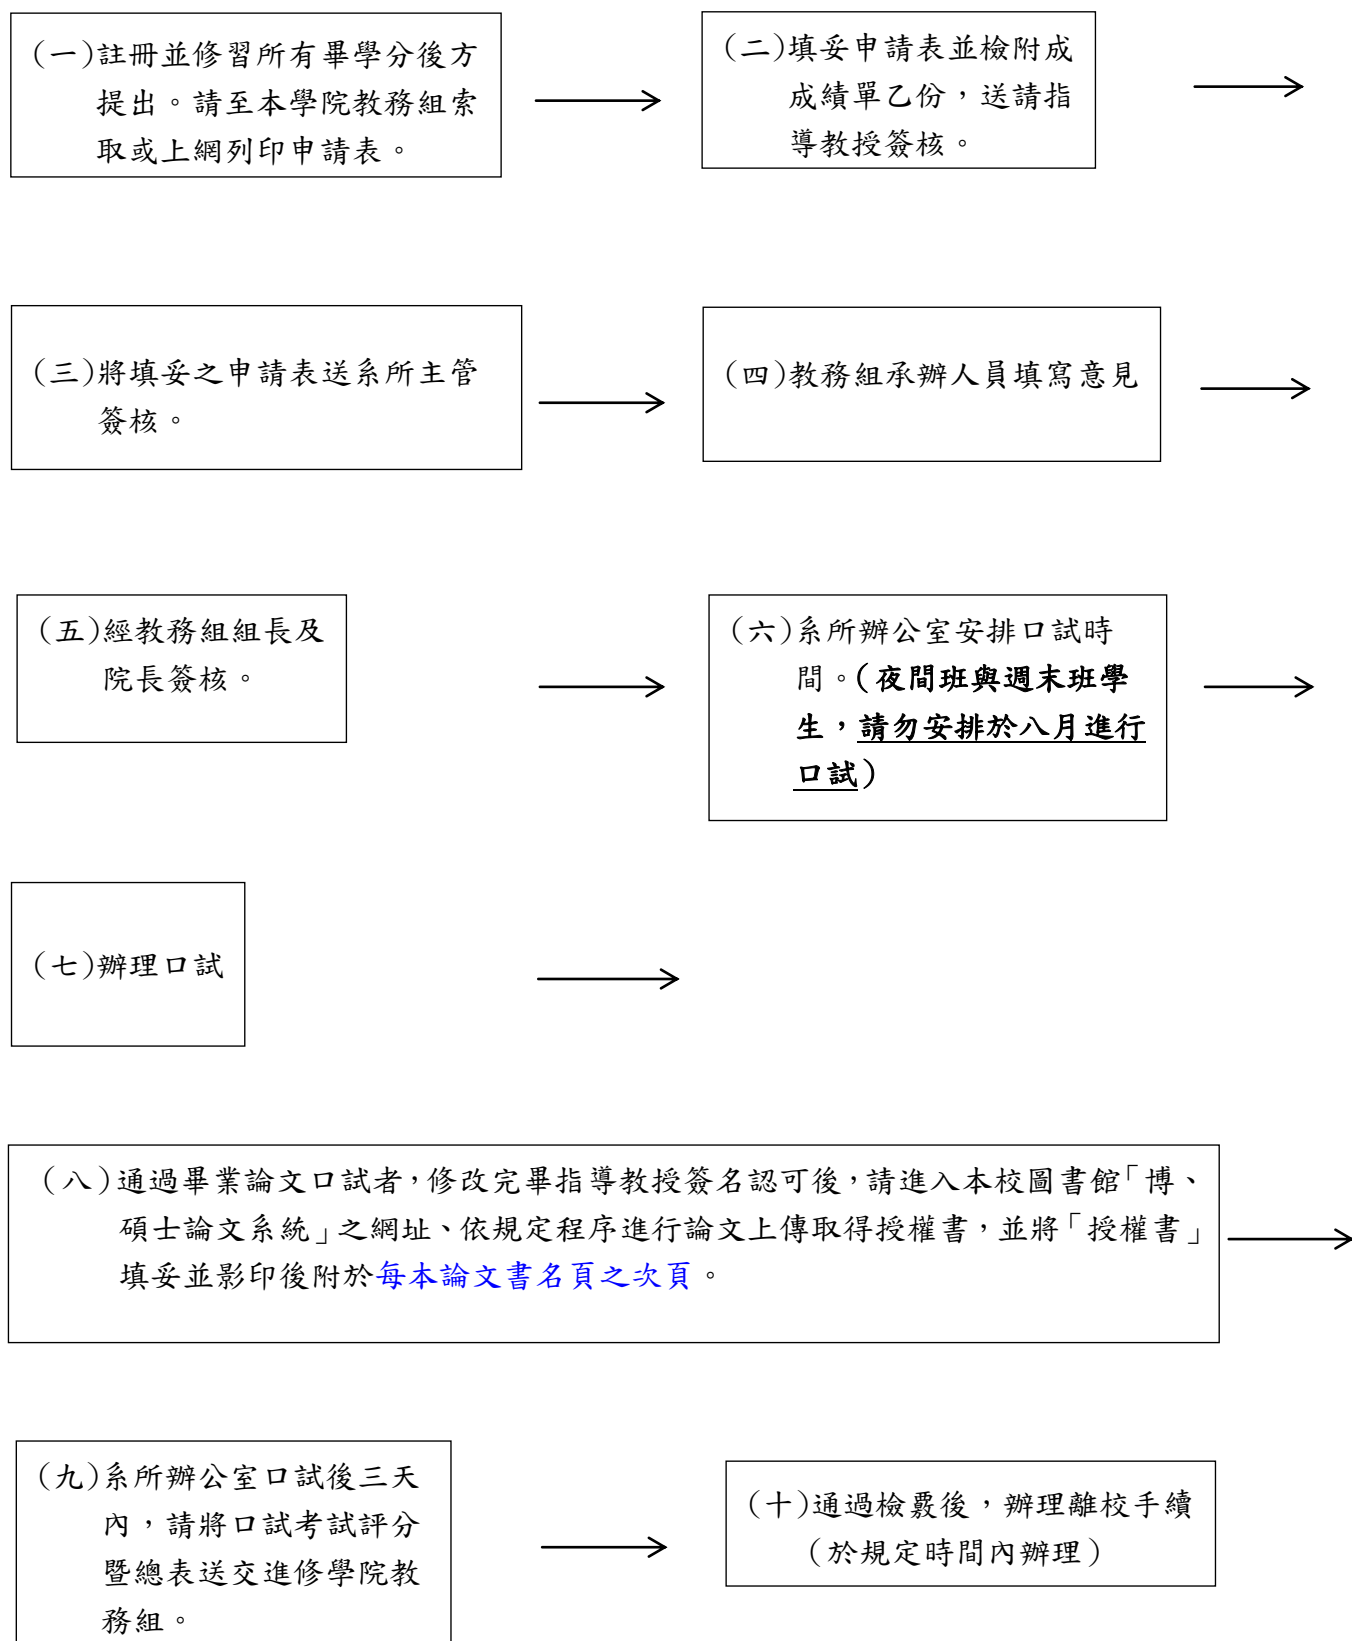 (一)註冊並修習所有畢學分後方
提出。請至本學院教務組索
取或上網列印申請表。
(二)填妥申請表並檢附成
成績單乙份，送請指
導教授簽核。
(三)將填妥之申請表送系所主管
簽核。
(四)教務組承辦人員填寫意見
(五)經教務組組長及
院長簽核。
(六)系所辦公室安排口試時
間。(夜間班與週末班學
生，請勿安排於八月進行
口試)
(七)辦理口試
(八)通過畢業論文口試者，修改完畢指導教授簽名認可後，請進入本校圖書館「博、
碩士論文系統」之網址、依規定程序進行論文上傳取得授權書，並將「授權書」
填妥並影印後附於每本論文書名頁之次頁。
(九)系所辦公室口試後三天
內，請將口試考試評分
暨總表送交進修學院教
務組。
(十)通過檢覈後，辦理離校手續
(於規定時間內辦理)